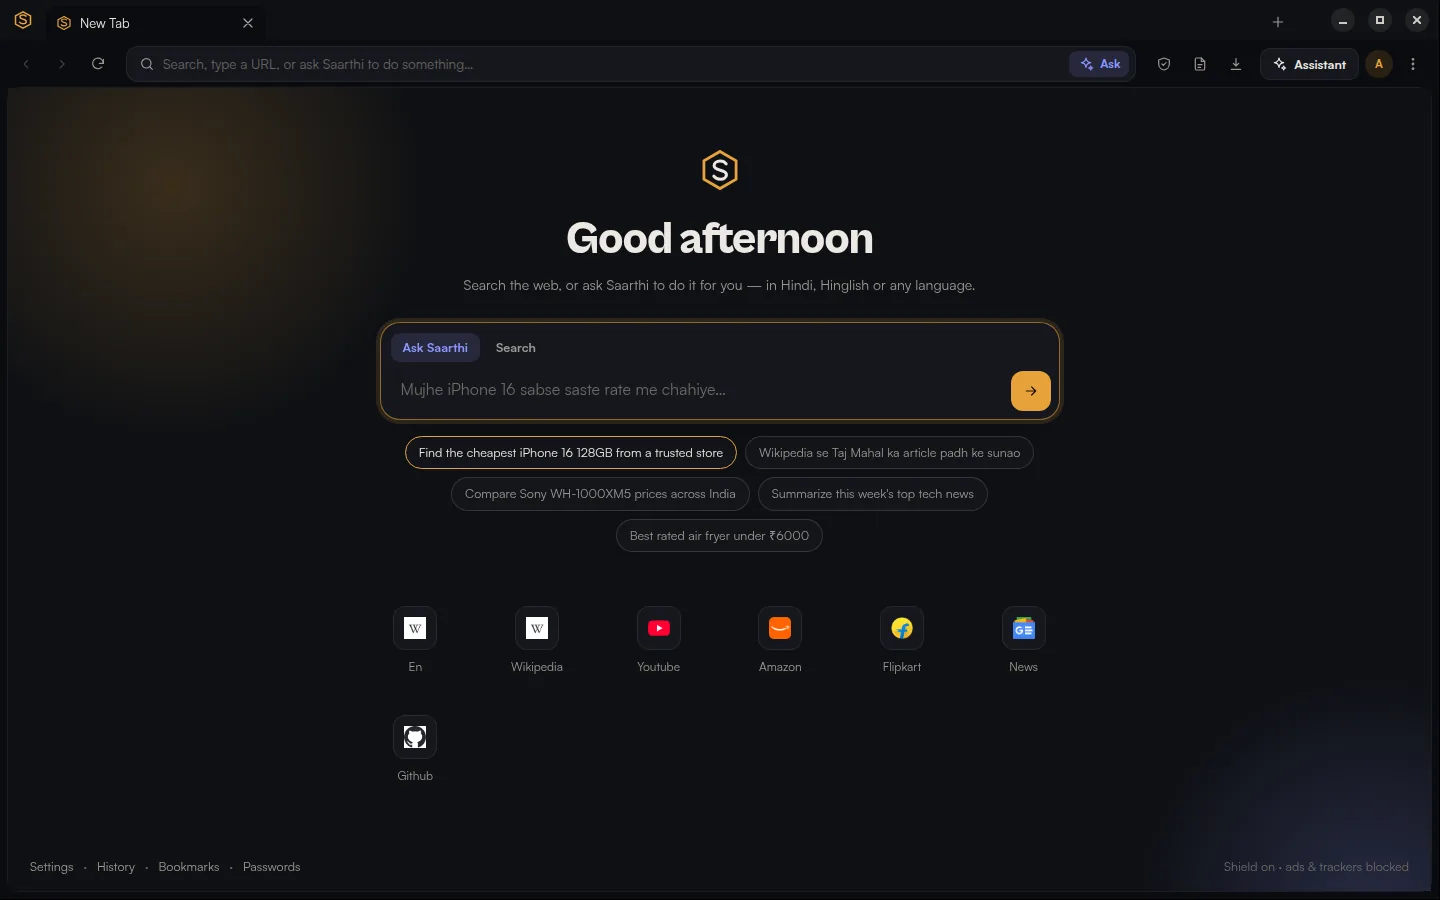 New Tab
Search, type a URL, or ask Saarthi to do something...
Ask
Assistant
A
S
Good afternoon
Search the web, or ask Saarthi to do it for you — in Hindi, Hinglish or any language.
Ask Saarthi
Search
Mujhe iPhone 16 sabse saste rate me chahiye...
Find the cheapest iPhone 16 128GB from a trusted store
Wikipedia se Taj Mahal ka article padh ke sunao
Compare Sony WH-1000XM5 prices across India
Summarize this week's top tech news
Best rated air fryer under ₹6000
W
W
GE
En
Wikipedia
Youtube
Amazon
Flipkart
News
Github
Settings · History · Bookmarks · Passwords
Shield on · ads & trackers blocked